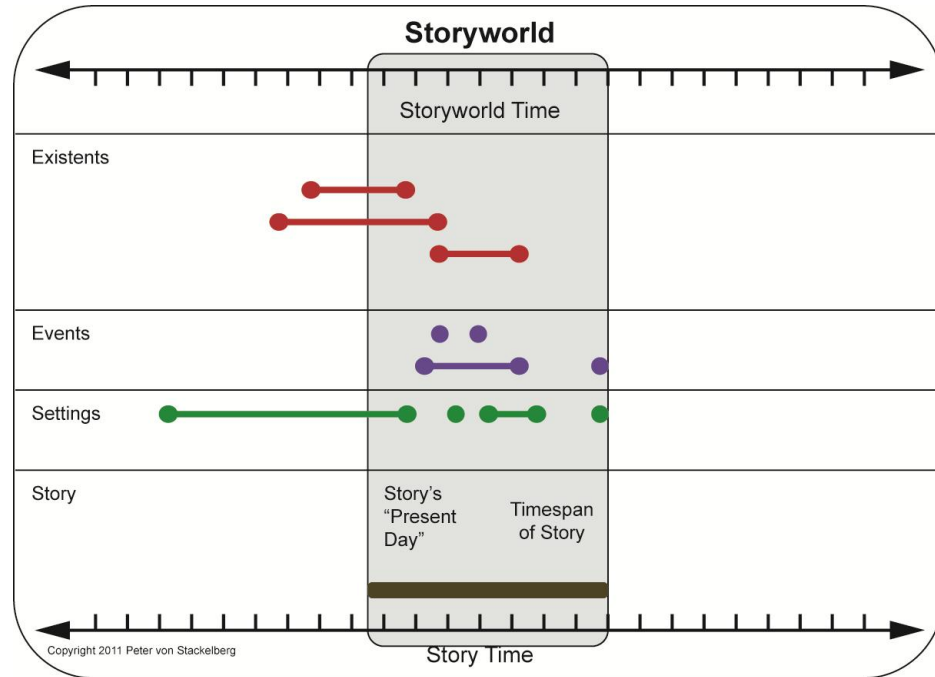 Storyworld
Storyworld Time
Existents
Events
Settings
Story
Story’s
“Present
Day”
Timespan
of Story
Copyright 2011 Peter von Stackelberg
Story Time